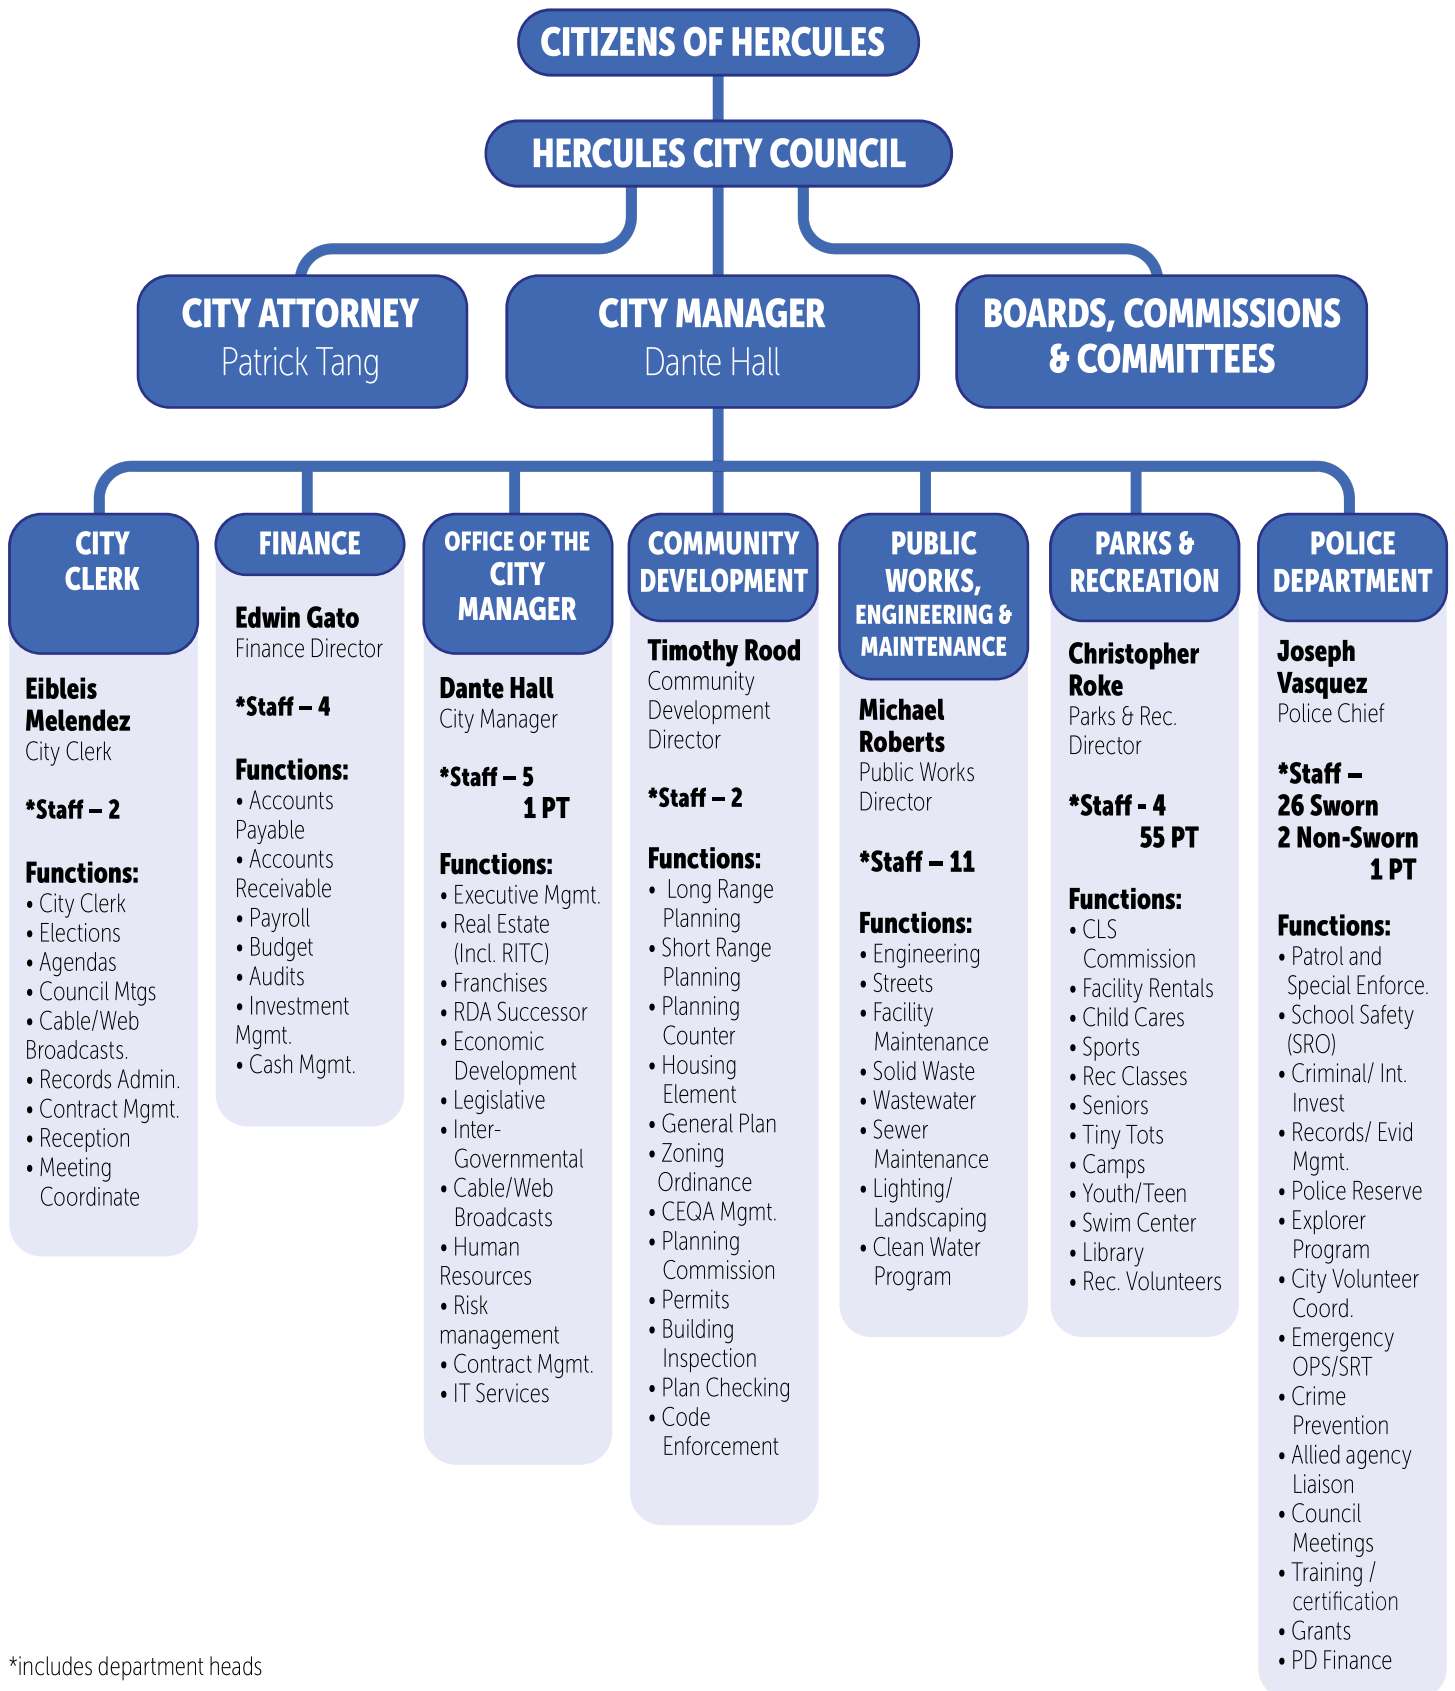 CITIZENS OF HERCULES
HERCULES CITY COUNCIL
CITY ATTORNEY
Patrick Tang
CITY MANAGER
Dante Hall
BOARDS, COMMISSIONS
& COMMITTEES
CITY
CLERK
Eibleis
Melendez
City Clerk
*Staff – 2
Functions:
• City Clerk
• Elections
• Agendas
• Council Mtgs
• Cable/Web
Broadcasts.
• Records Admin.
• Contract Mgmt.
• Reception
• Meeting
Coordinate
FINANCE
Edwin Gato
Finance Director
*Staff – 4
Functions:
• Accounts
Payable
• Accounts
Receivable
• Payroll
• Budget
• Audits
• Investment
Mgmt.
• Cash Mgmt.
OFFICE OF THE
CITY
MANAGER
Dante Hall
City Manager
*Staff – 5
1 PT
Functions:
• Executive Mgmt.
• Real Estate
(Incl. RITC)
• Franchises
• RDA Successor
• Economic
Development
• Legislative
• Inter-
Governmental
• Cable/Web
Broadcasts
• Human
Resources
• Risk
management
• Contract Mgmt.
• IT Services
COMMUNITY
DEVELOPMENT
Timothy Rood
Community
Development
Director
*Staff – 2
Functions:
• Long Range
Planning
• Short Range
Planning
• Planning
Counter
• Housing
Element
• General Plan
• Zoning
Ordinance
• CEQA Mgmt.
• Planning
Commission
• Permits
• Building
Inspection
• Plan Checking
• Code
Enforcement
PUBLIC
WORKS,
ENGINEERING &
MAINTENANCE
Michael
Roberts
Public Works
Director
*Staff – 11
Functions:
• Engineering
• Streets
• Facility
Maintenance
• Solid Waste
• Wastewater
• Sewer
Maintenance
• Lighting/
Landscaping
• Clean Water
Program
PARKS &
RECREATION
Christopher
Roke
Parks & Rec.
Director
*Staff - 4
55 PT
Functions:
• CLS
Commission
• Facility Rentals
• Child Cares
• Sports
• Rec Classes
• Seniors
• Tiny Tots
• Camps
• Youth/Teen
• Swim Center
• Library
• Rec. Volunteers
POLICE
DEPARTMENT
Joseph
Vasquez
Police Chief
*Staff –
26 Sworn
2 Non-Sworn
1 PT
Functions:
• Patrol and
Special Enforce.
• School Safety
(SRO)
• Criminal/ Int.
Invest
• Records/ Evid
Mgmt.
• Police Reserve
• Explorer
Program
• City Volunteer
Coord.
• Emergency
OPS/SRT
• Crime
Prevention
• Allied agency
Liaison
• Council
Meetings
• Training /
certification
• Grants
• PD Finance
*includes department heads